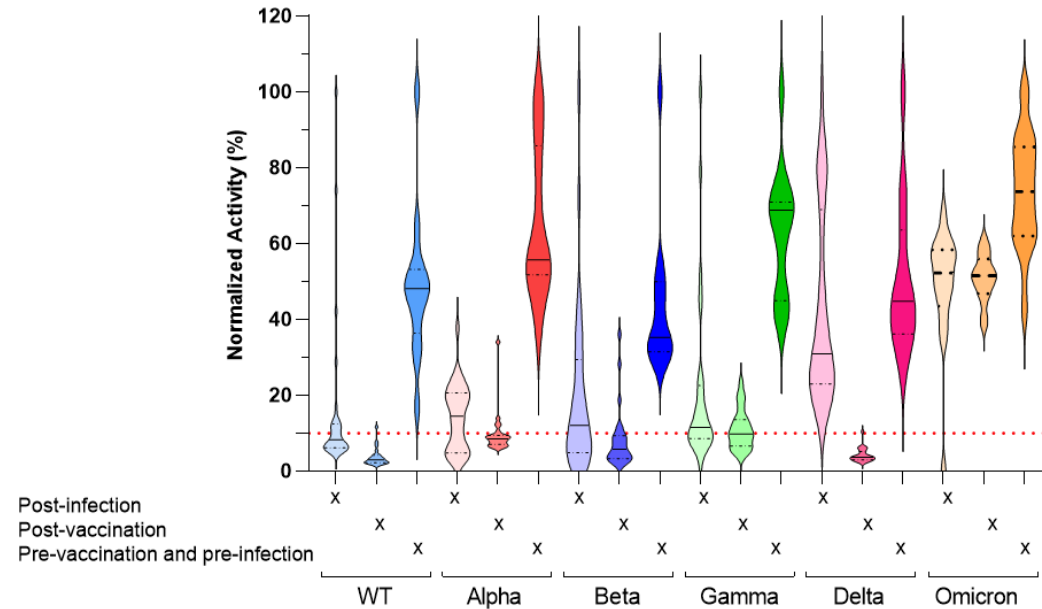 Normalized Activity (%)
120
100
80
60
40
20
0
Post-infection x x x x x x
Post-vaccination x x x x x x
Pre-vaccination and pre-infection x x x x x x
WT Alpha Beta Gamma Delta Omicron